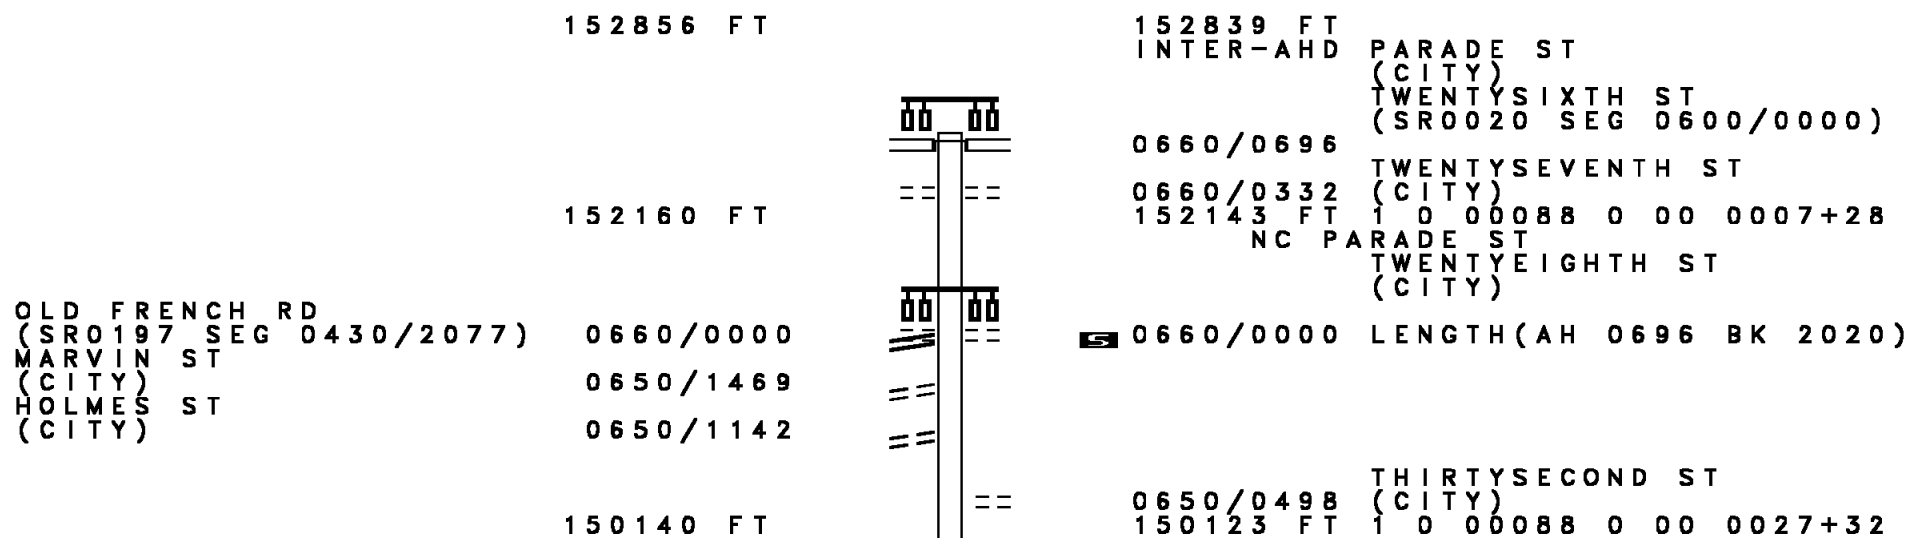 152856 FT 152839 FT
INTER-AHD PARADE ST
(CITY)
TWENTYSIXTH ST
(SR0020 SEG 0600/0000)
0660/0696
TWENTYSEVENTH ST
0660/0332 (CITY)
152160 FT 152143 FT 1 0 00088 0 00 0007+28
NC PARADE ST
TWENTYEIGHTH ST
(CITY)
OLD FRENCH RD
(SR0197 SEG 0430/2077) 0660/0000 S 0660/0000 LENGTH(AH 0696 BK 2020)
MARVIN ST
(CITY) 0650/1469
HOLMES ST
(CITY) 0650/1142
THIRTYSECOND ST
0650/0498 (CITY)
150140 FT 150123 FT 1 0 00088 0 00 0027+32